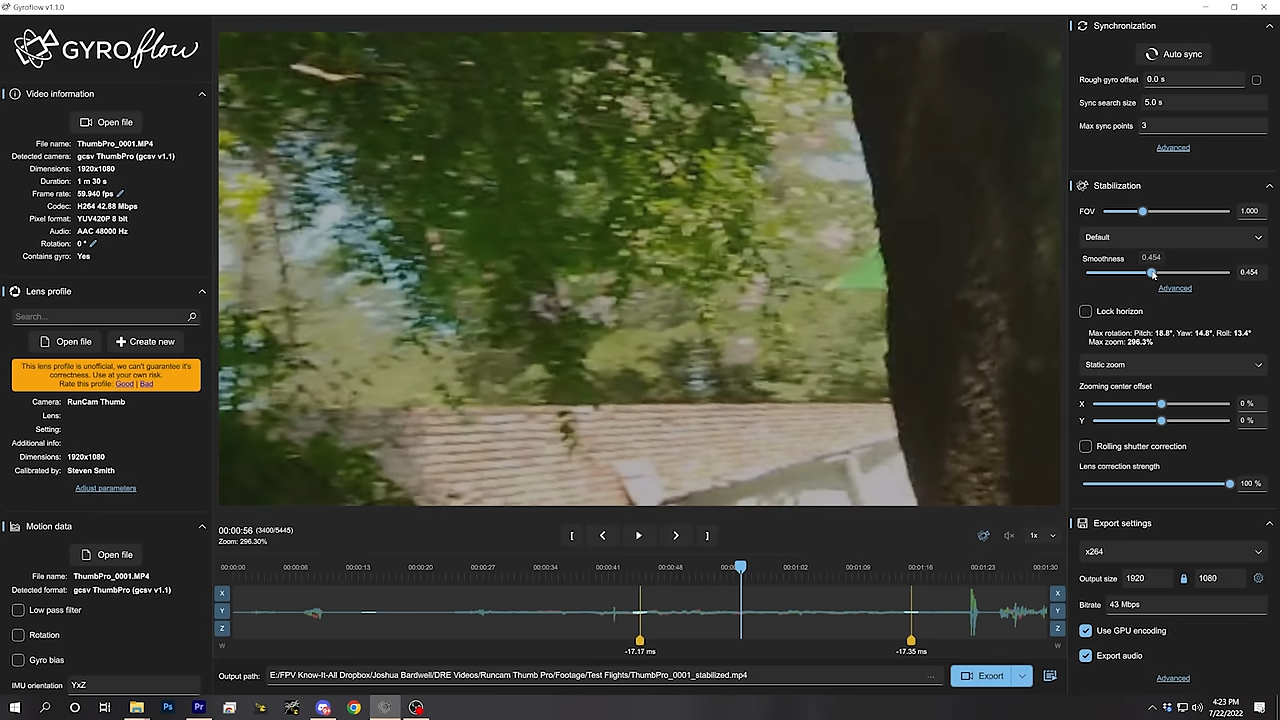 Gyroflow v1.1.0
GYROflow
Video information
Open file
File name: ThumbPro_0001.MP4
Detected camera: gcsv ThumbPro (gcsv v1.1)
Dimensions: 1920x1080
Duration: 1 m 30 s
Frame rate: 59.940 fps
Codec: H264 42.88 Mbps
Pixel format: YUV420P 8 bit
Audio: AAC 48000 Hz
Rotation: 0 °
Contains gyro: Yes
Lens profile
Search...
Open file
Create new
This lens profile is unofficial, we can't guarantee it's
correctness. Use at your own risk.
Rate this profile: Good | Bad
Camera: RunCam Thumb
Lens:
Setting:
Additional info:
Dimensions: 1920x1080
Calibrated by: Steven Smith
Adjust parameters
Motion data
Open file
File name: ThumbPro_0001.MP4
Detected format: gcsv ThumbPro (gcsv v1.1)
Low pass filter
Rotation
Gyro bias
IMU orientation YxZ
00:00:56 (3400/5445)
Zoom: 296.30%
[
]
1x
00:00:00 00:00:06 00:00:13 00:00:20 00:00:27 00:00:34 00:00:41 00:00:48 00:01:02 00:01:09 00:01:16 00:01:23 00:01:30
X X
Y Y
Z Z
W W
-17.17 ms -17.35 ms
Output path: E:/FPV Know-It-All Dropbox/Joshua Bardwell/DRE Videos/Runcam Thumb Pro/Footage/Test Flights/ThumbPro_0001_stabilized.mp4
...
Export
Synchronization
Auto sync
Rough gyro offset 0.0 s
Sync search size 5.0 s
Max sync points 3
Advanced
Stabilization
FOV 1.000
Default
Smoothness 0.454
0.454
Advanced
Lock horizon
Max rotation: Pitch: 18.8°, Yaw: 14.8°, Roll: 13.4°
Max zoom: 296.3%
Static zoom
Zooming center offset
X 0 %
Y 0 %
Rolling shutter correction
Lens correction strength
100 %
Export settings
x264
Output size 1920 1080
Bitrate 43 Mbps
Use GPU encoding
Export audio
Advanced
Ps
Pr
4:23 PM
7/22/2022